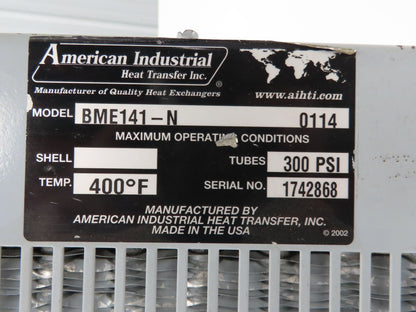 American Industrial
Heat Transfer Inc.®
Manufacturer of Quality Heat Exchangers
www.aihti.com
MODEL BME141-N 0114
MAXIMUM OPERATING CONDITIONS
SHELL TUBES 300 PSI
TEMP. 400°F SERIAL NO. 1742868
MANUFACTURED BY
AMERICAN INDUSTRIAL HEAT TRANSFER, INC.
MADE IN THE USA
© 2002